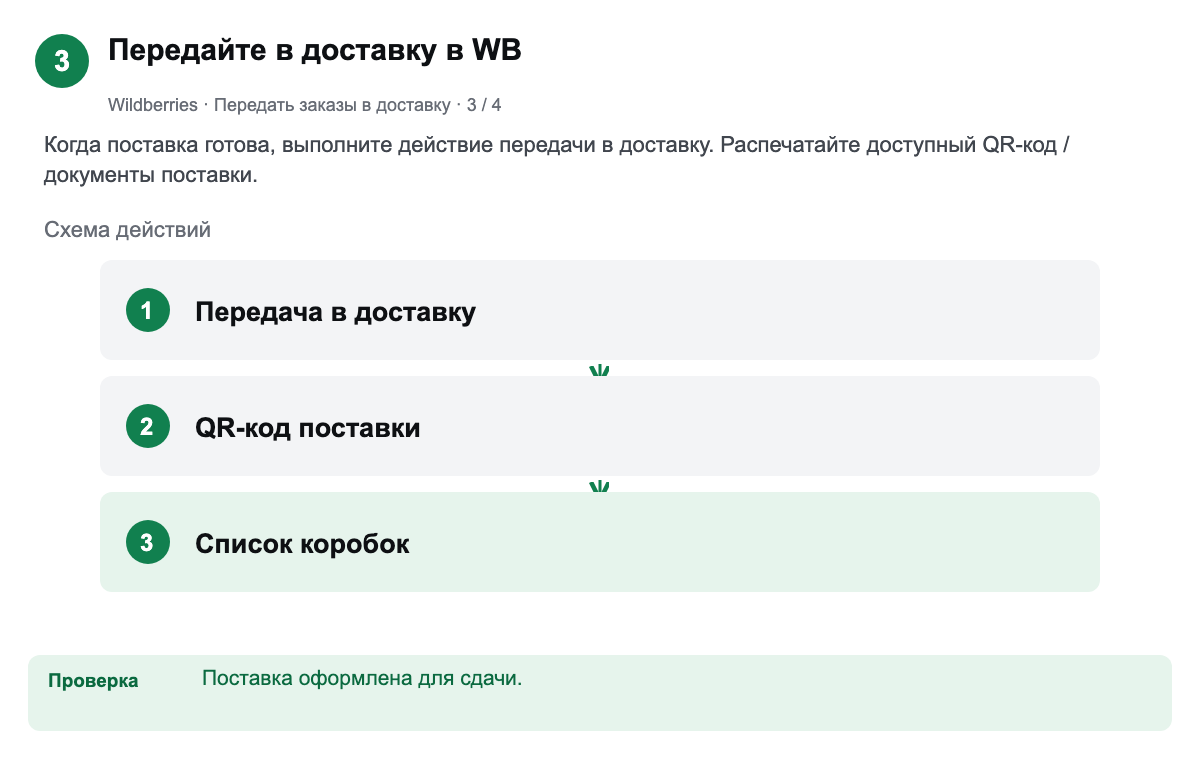 3
Передайте в доставку в WB
Wildberries · Передать заказы в доставку · 3 / 4
Когда поставка готова, выполните действие передачи в доставку. Распечатайте доступный QR-код /
документы поставки.
Схема действий
1 Передача в доставку
2 QR-код поставки
3 Список коробок
Проверка Поставка оформлена для сдачи.